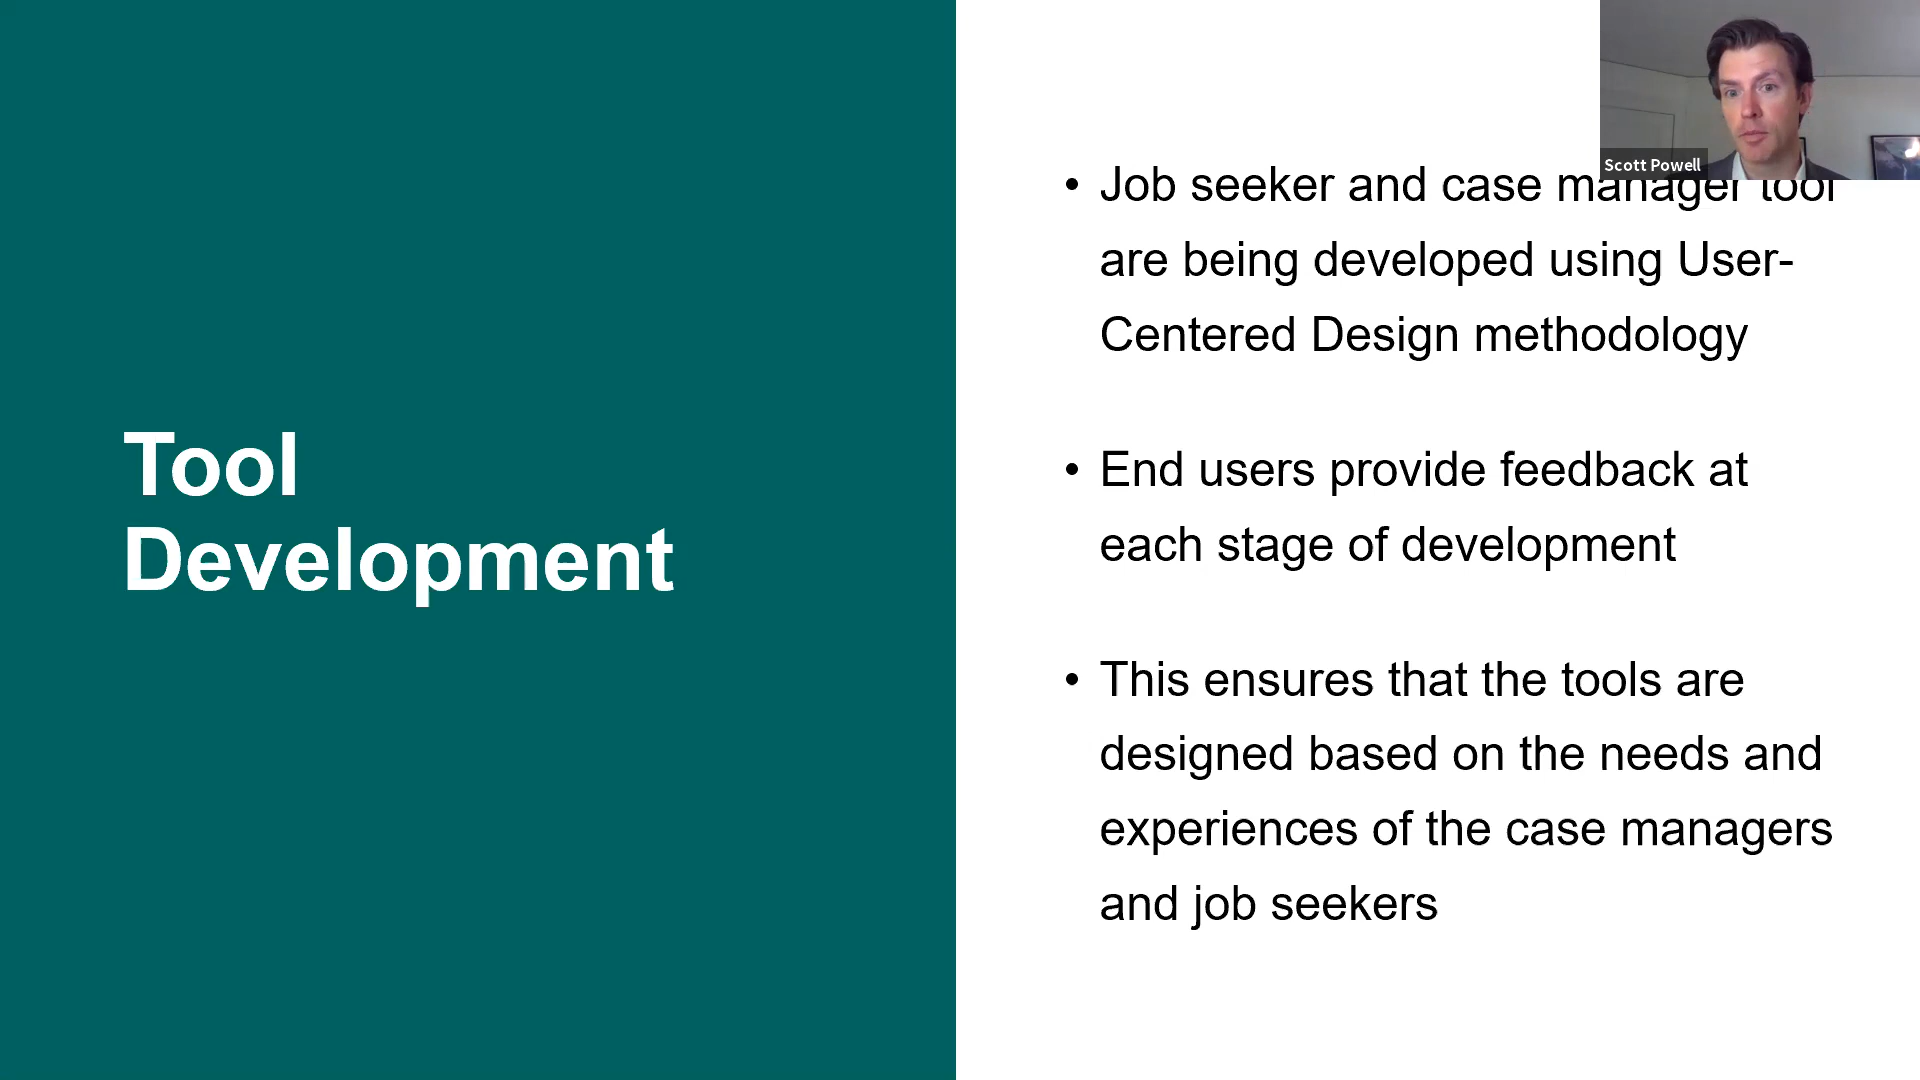 Tool
Development
Scott Powell
• Job seeker and case manager tool
are being developed using User-
Centered Design methodology
• End users provide feedback at
each stage of development
• This ensures that the tools are
designed based on the needs and
experiences of the case managers
and job seekers